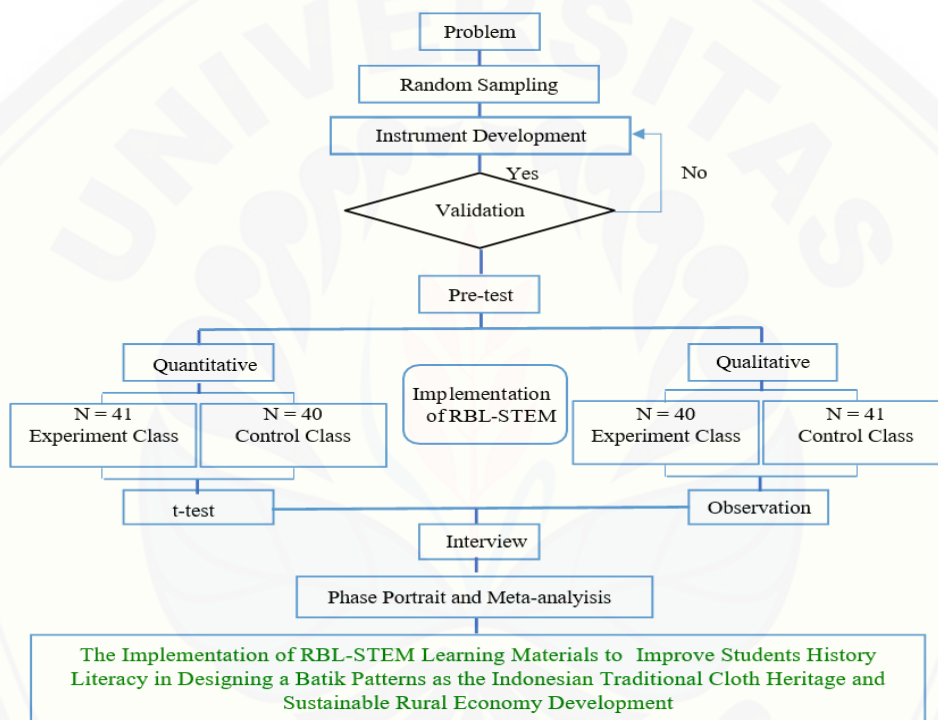 UNIVERSITAS
Problem
Random Sampling
Instrument Development
Yes
No
Validation
Pre-test
Quantitative
Qualitative
Implementation
of RBL-STEM
N = 41
Experiment Class
N = 40
Control Class
N = 40
Experiment Class
N = 41
Control Class
t-test
Observation
Interview
Phase Portrait and Meta-analyisis
The Implementation of RBL-STEM Learning Materials to Improve Students History
Literacy in Designing a Batik Patterns as the Indonesian Traditional Cloth Heritage and
Sustainable Rural Economy Development